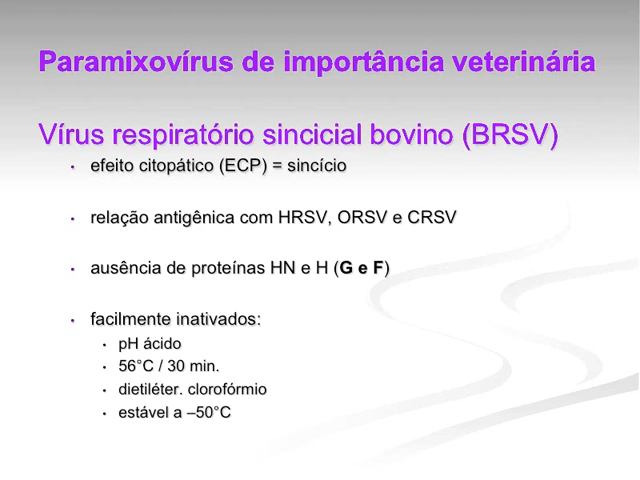 Paramixovírus de importância veterinária
Vírus respiratório sincicial bovino (BRSV)
• efeito citopático (ECP) = sincício
• relação antigênica com HRSV, ORSV e CRSV
• ausência de proteínas HN e H (G e F)
• facilmente inativados:
• pH ácido
• 56°C / 30 min.
• dietiléter. clorofórmio
• estável a –50°C